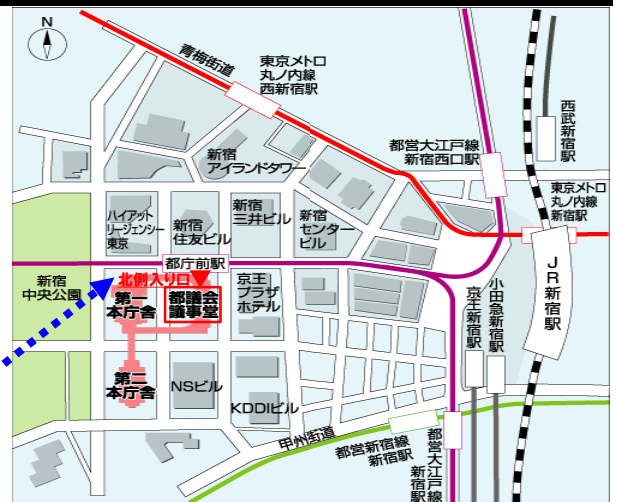 N
青梅街道
東京メトロ
丸ノ内線
西新宿駅
西武新宿駅
都営大江戸線
新宿西口駅
新宿
アイランドタワー
東京メトロ
丸ノ内線
新宿駅
ハイアット
リージェンシー
東京
新宿
住友ビル
新宿
三井ビル
新宿
センター
ビル
都庁前駅
JR新宿駅
新宿
中央公園
北側入り口
第一
本庁舎
都議会
議事堂
京王
プラザ
ホテル
小田急新宿駅
京王新宿駅
第二
本庁舎
NSビル
KDDIビル
甲州街道
都営新宿線
新宿駅
都営大江戸線
新宿駅